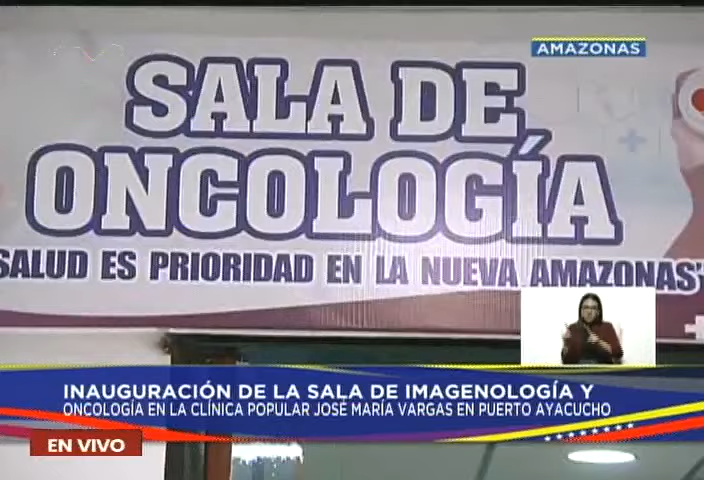 AMAZONAS
SALA DE
ONCOLOGÍA
SALUD ES PRIORIDAD EN LA NUEVA AMAZONAS"
INAUGURACIÓN DE LA SALA DE IMAGENOLOGÍA Y
ONCOLOGÍA EN LA CLÍNICA POPULAR JOSÉ MARÍA VARGAS EN PUERTO AYACUCHO
EN VIVO